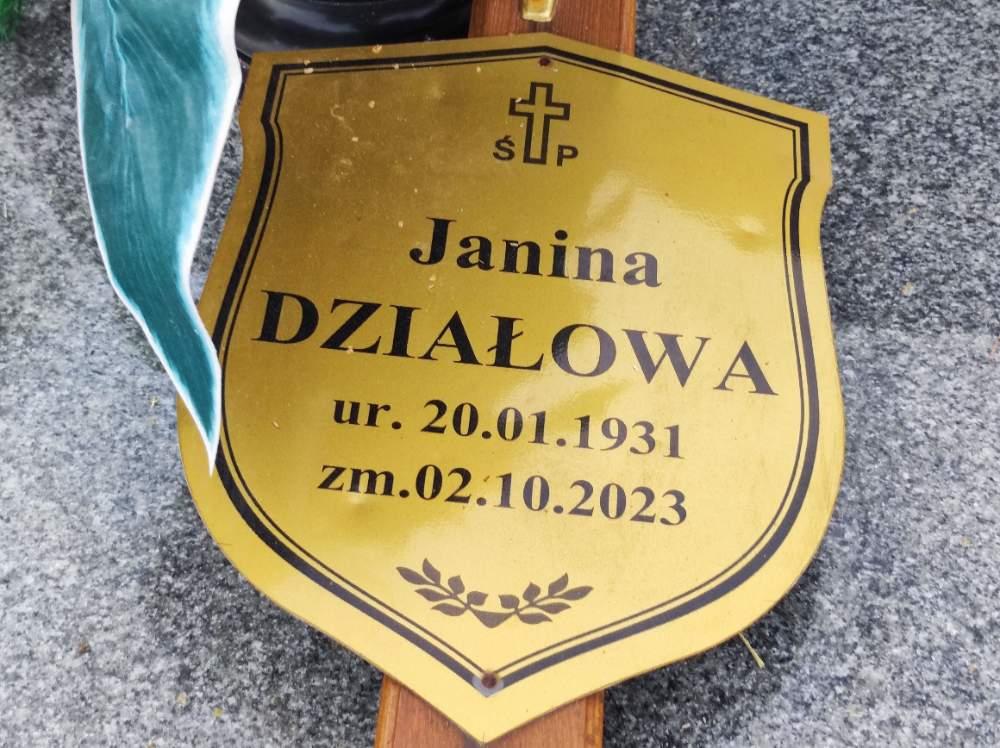 Ś P
Janina
DZIAŁOWA
ur. 20.01.1931
zm.02.10.2023